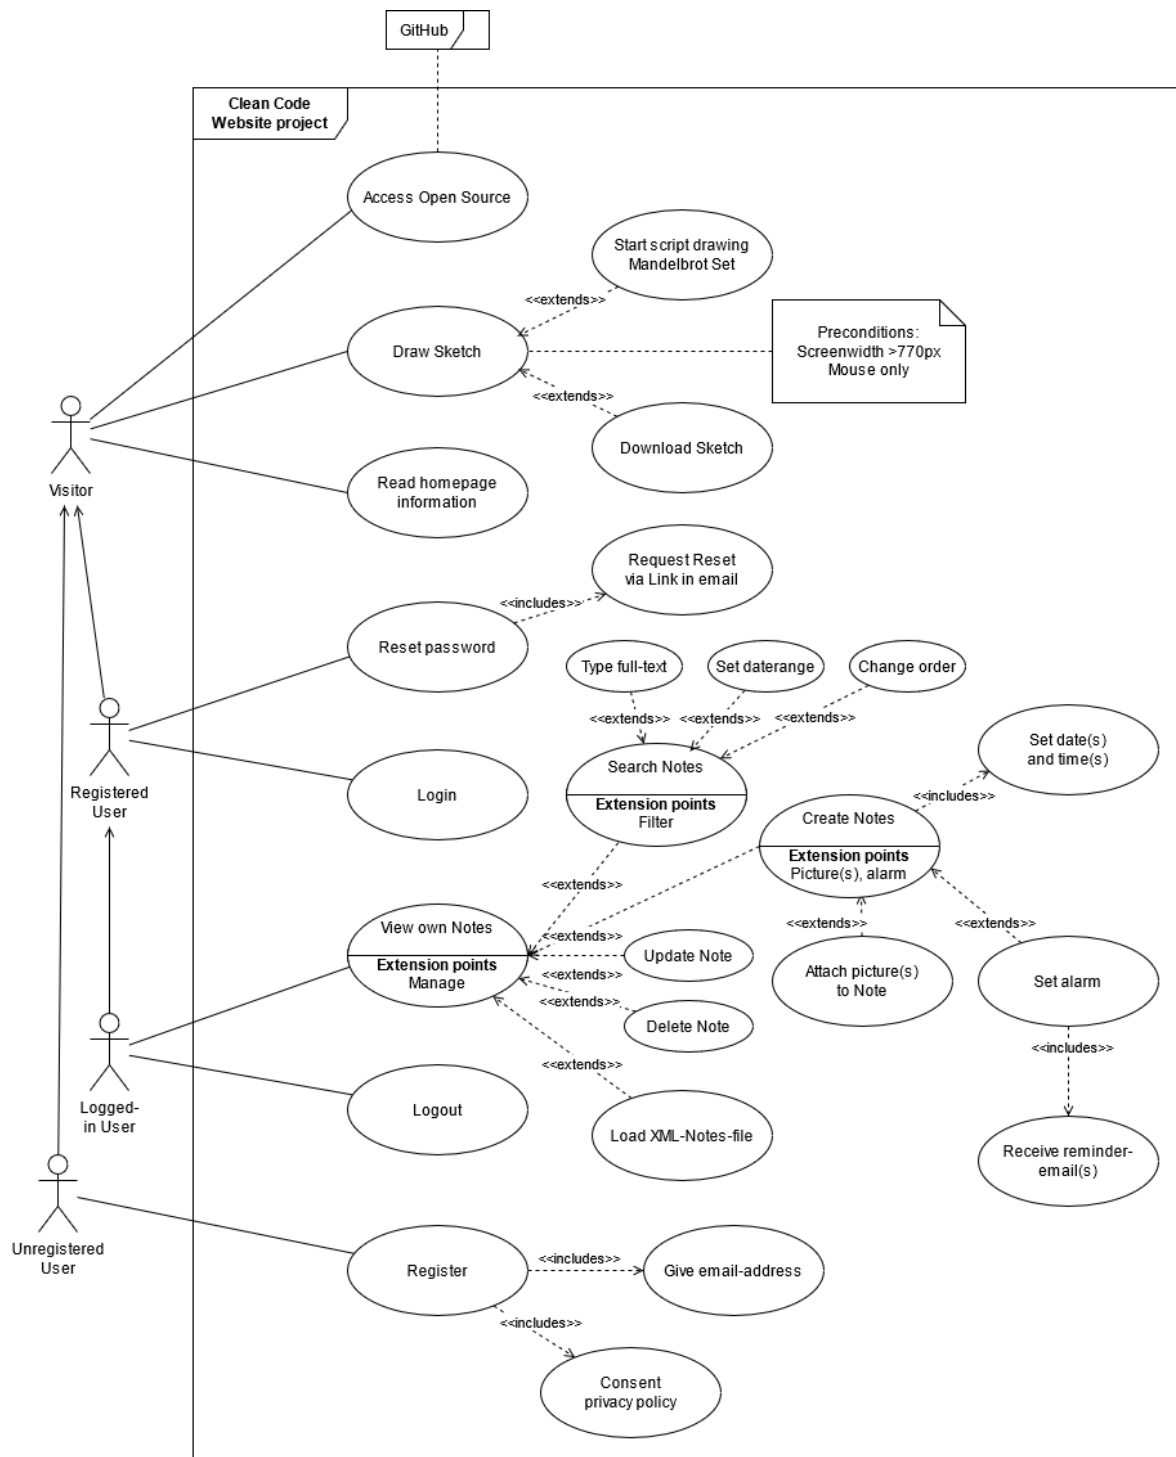 GitHub
Clean Code
Website project
Access Open Source
Start script drawing
Mandelbrot Set
<<extends>>
Draw Sketch
Preconditions:
Screenwidth >770px
Mouse only
<<extends>>
Download Sketch
Visitor
Read homepage
information
Request Reset
via Link in email
<<includes>>
Reset password
Type full-text
Set daterange
Change order
<<extends>>
<<extends>>
<<extends>>
Set date(s)
and time(s)
Registered
User
Login
Search Notes
Extension points
Filter
<<includes>>
Create Notes
Extension points
Picture(s), alarm
<<extends>>
View own Notes
Extension points
Manage
<<extends>>
Update Note
<<extends>>
<<extends>>
Delete Note
<<extends>>
Attach picture(s)
to Note
<<extends>>
Set alarm
<<includes>>
<<extends>>
Logged-
in User
Logout
Load XML-Notes-file
Receive reminder-
email(s)
Unregistered
User
Register
<<includes>>
Give email-address
<<includes>>
Consent
privacy policy